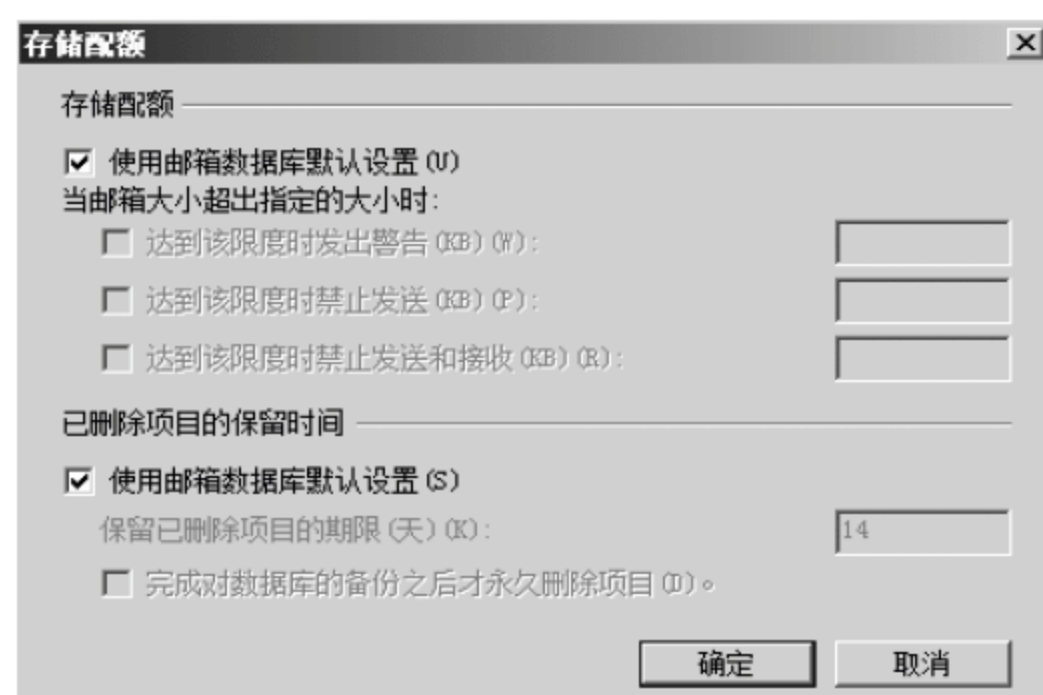 存储配额
存储配额
使用邮箱数据库默认设置(U)
当邮箱大小超出指定的大小时:
达到该限度时发出警告(KB)(W):
达到该限度时禁止发送(KB)(P):
达到该限度时禁止发送和接收(KB)(R):
已删除项目的保留时间
使用邮箱数据库默认设置(S)
保留已删除项目的期限(天)(K): 14
完成对数据库的备份之后才永久删除项目(D)。
确定 取消